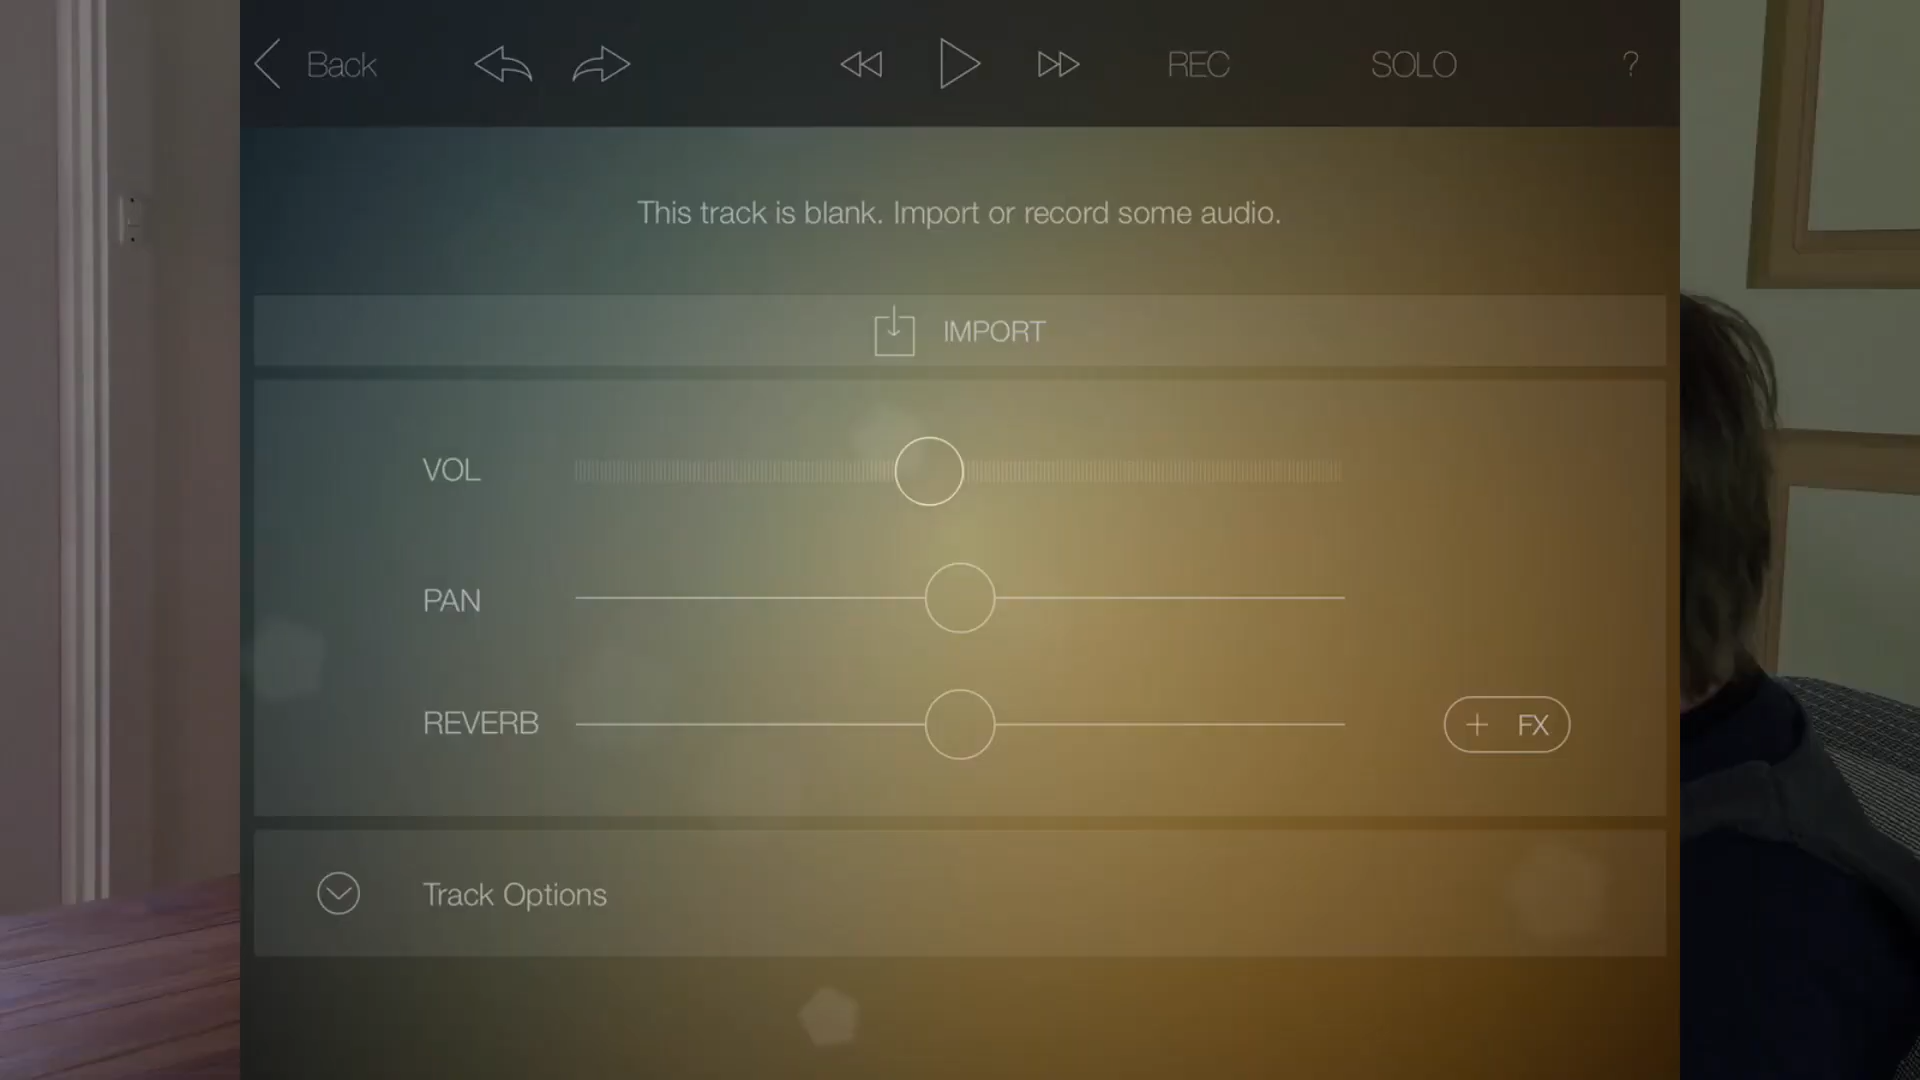 Back
REC
SOLO
?
This track is blank. Import or record some audio.
IMPORT
VOL
PAN
REVERB
+ FX
Track Options